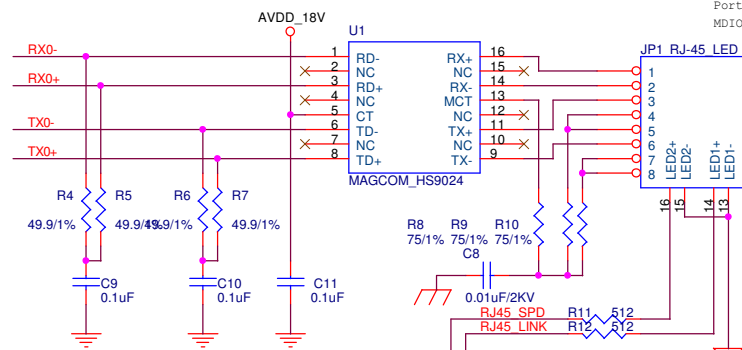 Port
MDIO
AVDD_18V
U1
JP1 RJ-45_LED
RX0-
RX0+
TX0-
TX0+
1 RD- RX+ 16
2 NC NC 15
3 RD+ RX- 14
4 NC MCT 13
5 CT NC 12
6 TD- TX+ 11
7 NC NC 10
8 TD+ TX- 9
MAGCOM_HS9024
1
2
3
4
5
6
7
8
LED2+
LED2-
LED1+
LED1-
16
15
14
13
R4 R5 R6 R7
49.9/1% 49.9/1% 49.9/1% 49.9/1%
R8 R9 R10
75/1% 75/1% 75/1%
C8
0.01uF/2KV
C9
0.1uF
C10
0.1uF
C11
0.1uF
RJ45_SPD R11 512
RJ45_LINK R12 512